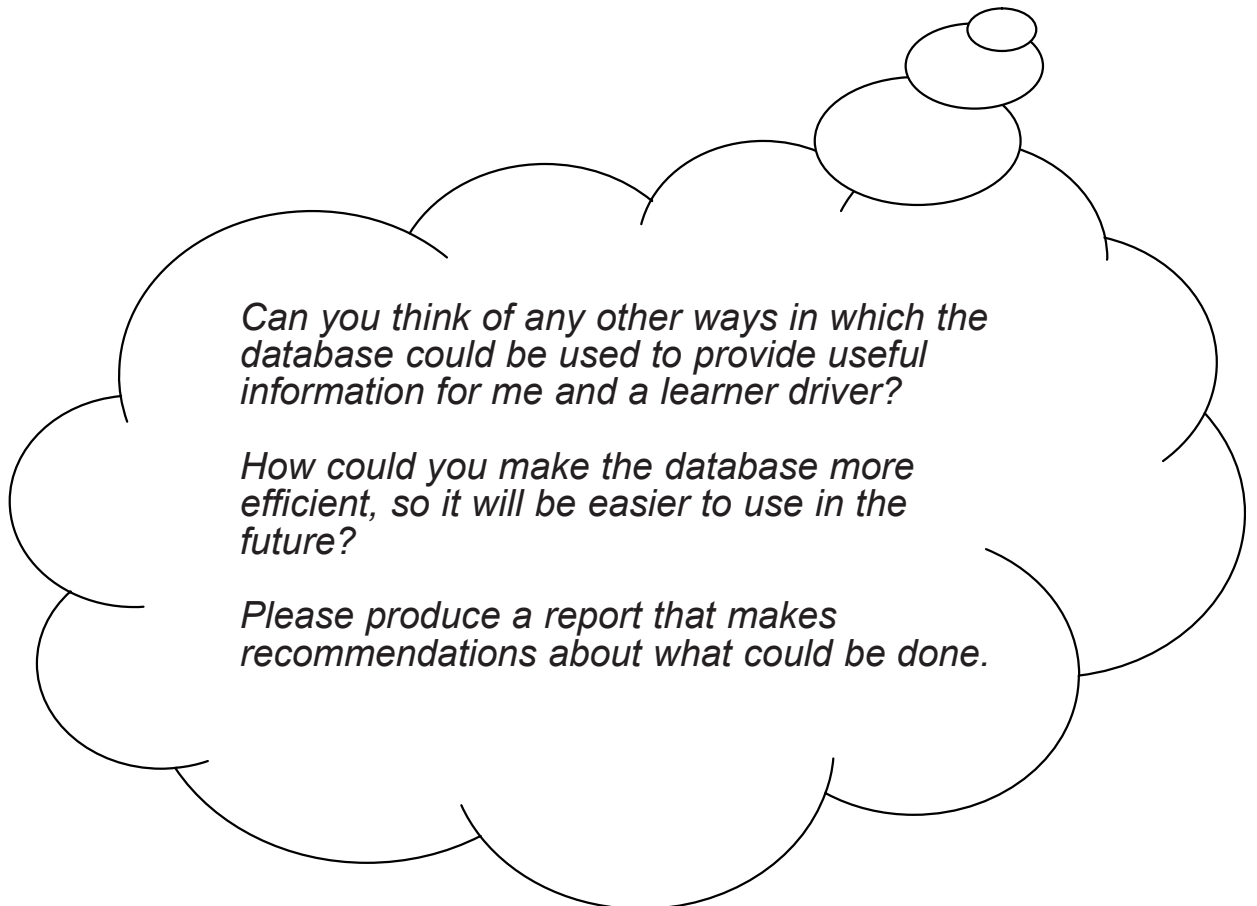 Can you think of any other ways in which the
database could be used to provide useful
information for me and a learner driver?
How could you make the database more
efficient, so it will be easier to use in the
future?
Please produce a report that makes
recommendations about what could be done.